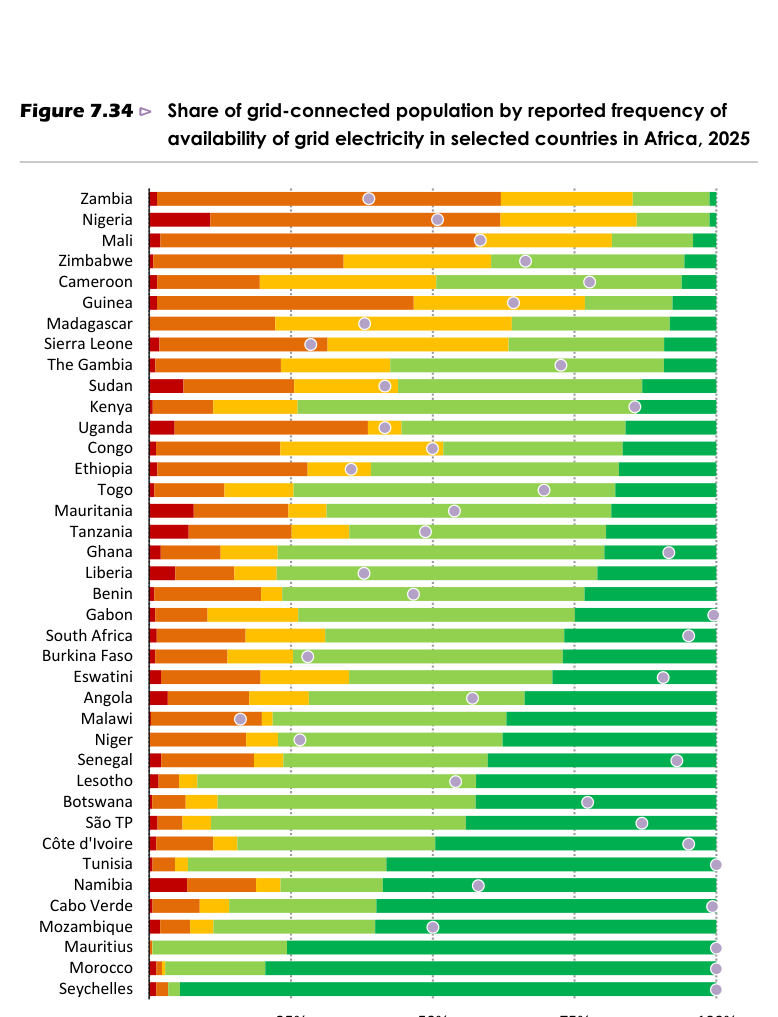 Figure 7.34 ▷ Share of grid-connected population by reported frequency of
availability of grid electricity in selected countries in Africa, 2025
Zambia
Nigeria
Mali
Zimbabwe
Cameroon
Guinea
Madagascar
Sierra Leone
The Gambia
Sudan
Kenya
Uganda
Congo
Ethiopia
Togo
Mauritania
Tanzania
Ghana
Liberia
Benin
Gabon
South Africa
Burkina Faso
Eswatini
Angola
Malawi
Niger
Senegal
Lesotho
Botswana
São TP
Côte d'Ivoire
Tunisia
Namibia
Cabo Verde
Mozambique
Mauritius
Morocco
Seychelles